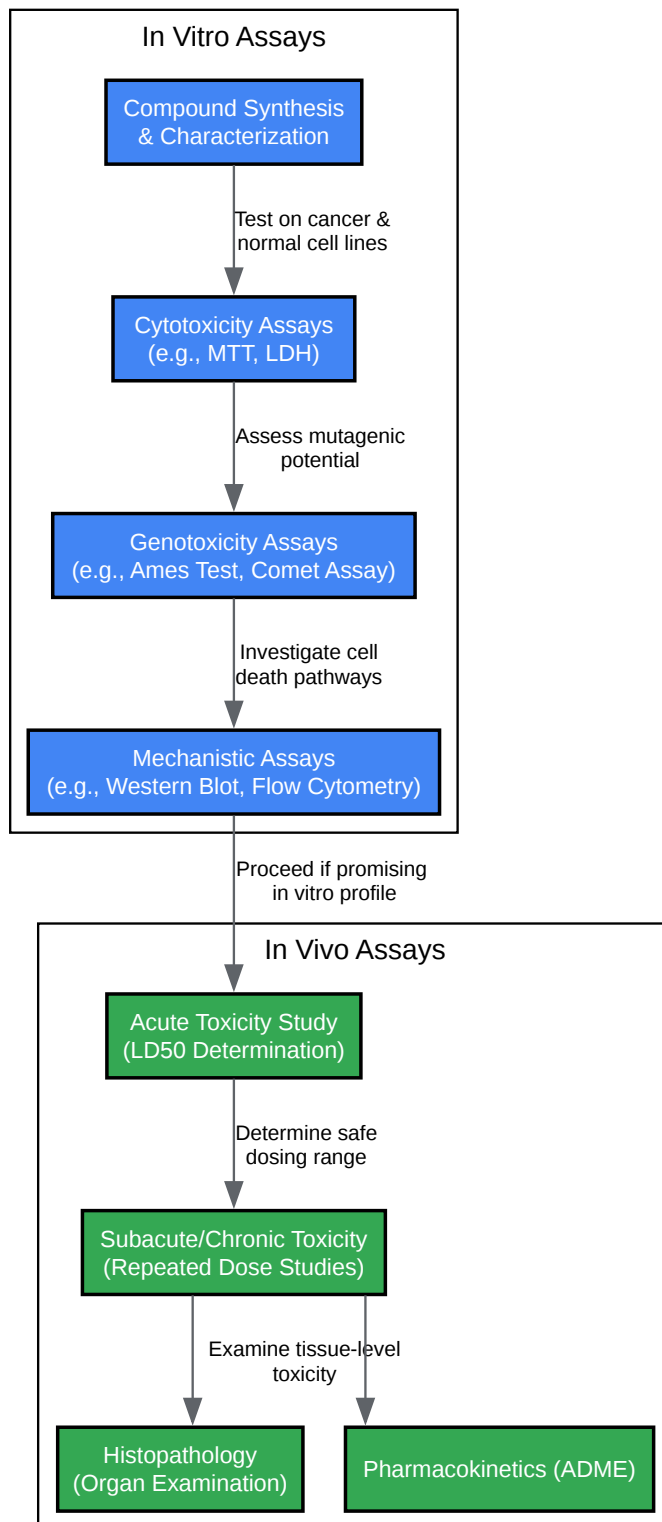 In Vitro Assays
Compound Synthesis
& Characterization
Test on cancer &
normal cell lines
Cytotoxicity Assays
(e.g., MTT, LDH)
Assess mutagenic
potential
Genotoxicity Assays
(e.g., Ames Test, Comet Assay)
Investigate cell
death pathways
Mechanistic Assays
(e.g., Western Blot, Flow Cytometry)
Proceed if promising
in vitro profile
In Vivo Assays
Acute Toxicity Study
(LD50 Determination)
Determine safe
dosing range
Subacute/Chronic Toxicity
(Repeated Dose Studies)
Examine tissue-level
toxicity
Histopathology
(Organ Examination)
Pharmacokinetics (ADME)